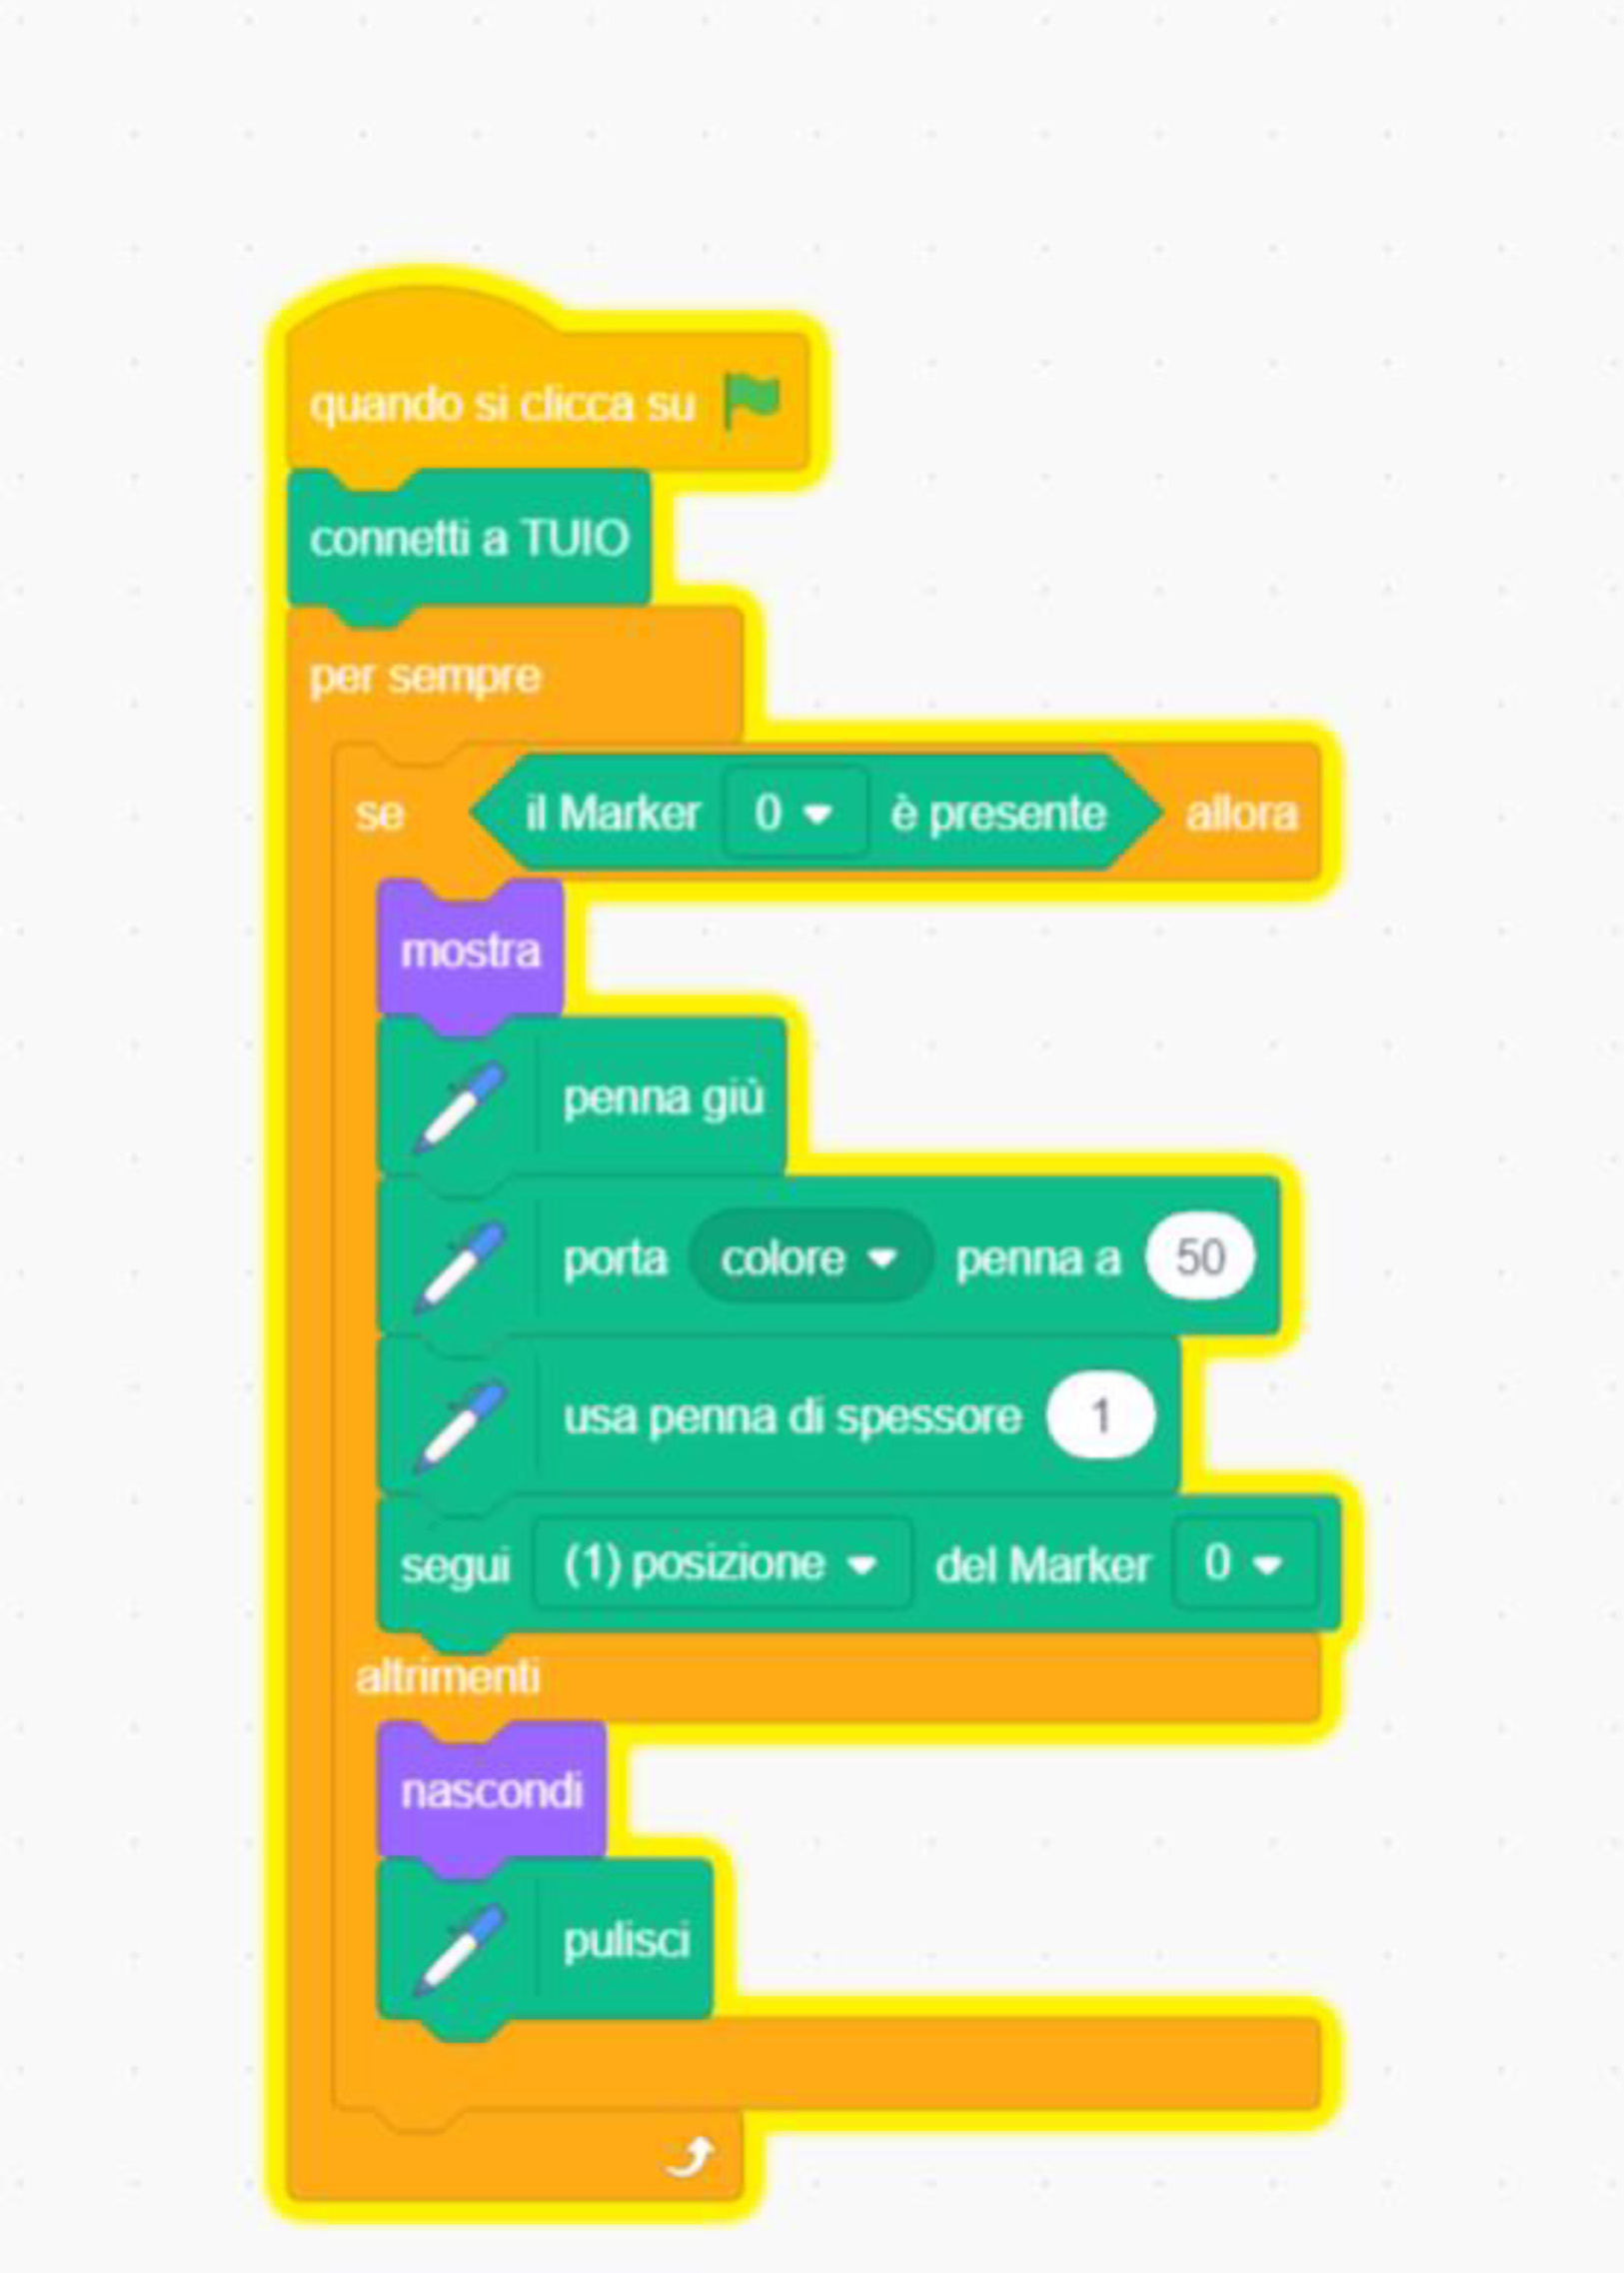 quando si clicca su
connetti a TUIO
per sempre
se il Marker 0 è presente allora
mostra
penna giù
porta colore penna a 50
usa penna di spessore 1
segui (1) posizione del Marker 0
altrimenti
nascondi
pulisci